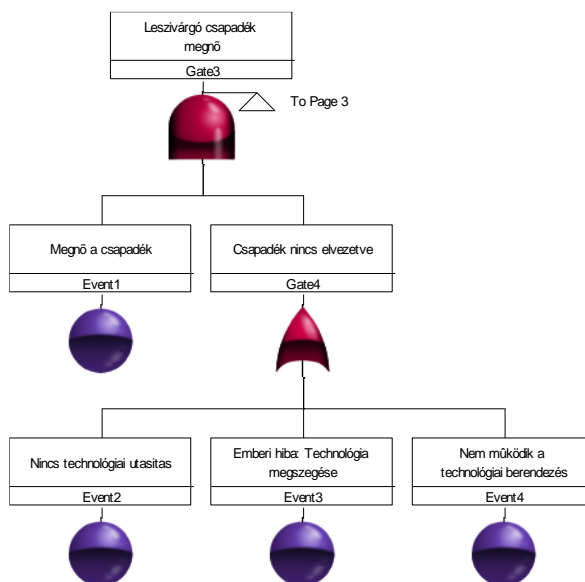 Leszivárgó csapadék
megnő
Gate3
To Page 3
Megnő a csapadék
Event1
Csapadék nincs elvezetve
Gate4
Nincs technológiai utasitas
Event2
Emberi hiba: Technológia
megszegése
Event3
Nem működik a
technológiai berendezés
Event4